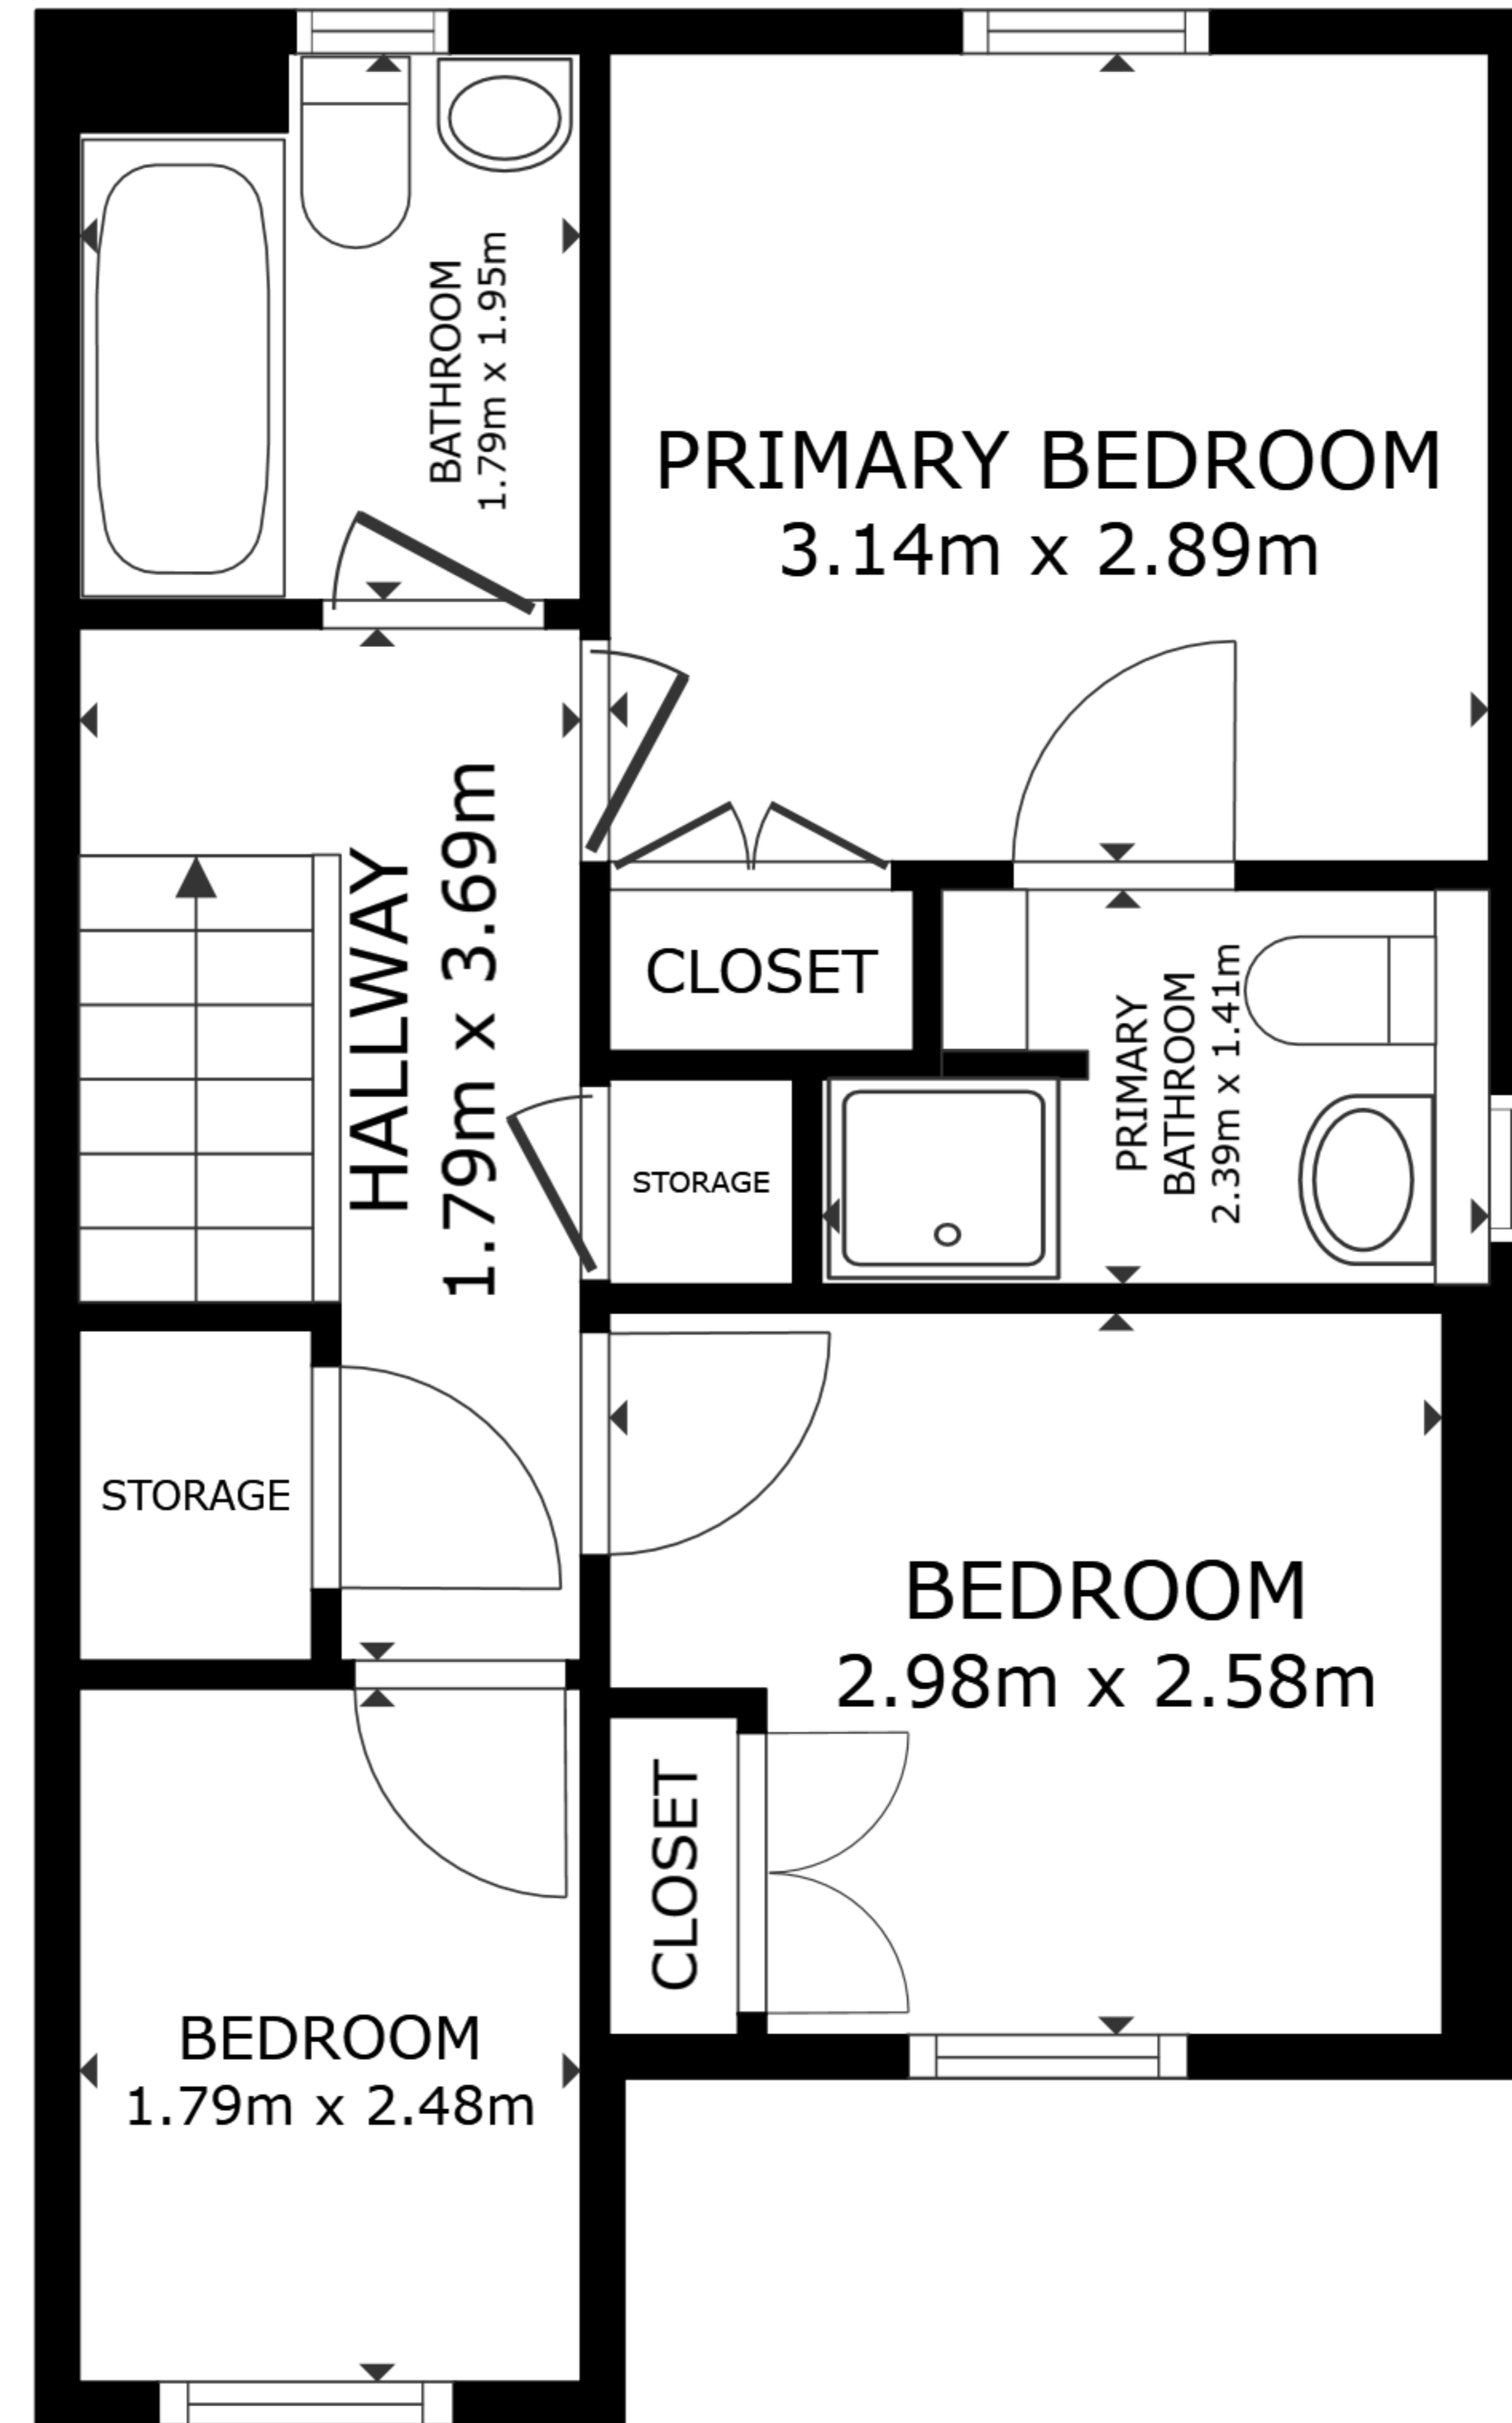 BATHROOM
1.79m x 1.95m
PRIMARY BEDROOM
3.14m x 2.89m
HALLWAY
1.79m x 3.69m
CLOSET
PRIMARY
BATHROOM
2.39m x 1.41m
STORAGE
STORAGE
BEDROOM
2.98m x 2.58m
CLOSET
BEDROOM
1.79m x 2.48m